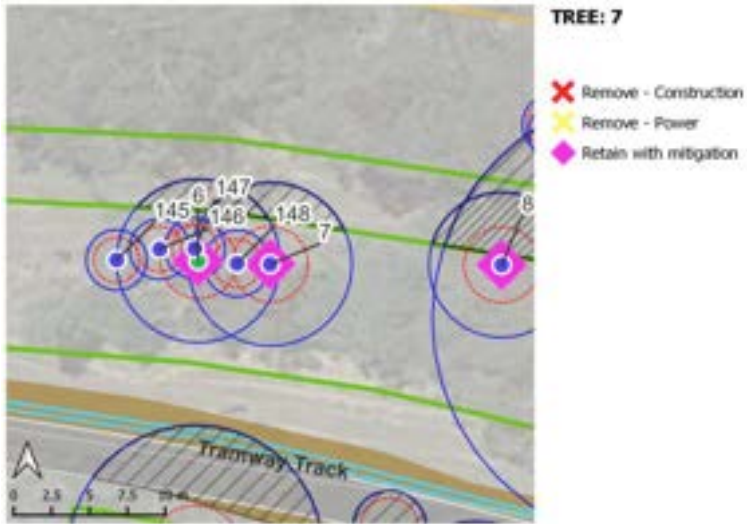 TREE: 7
Remove - Construction
Remove - Power
Retain with mitigation
6
147
145
146
148
7
8
Tramway Track
0 2.5 5 7.5 10 m